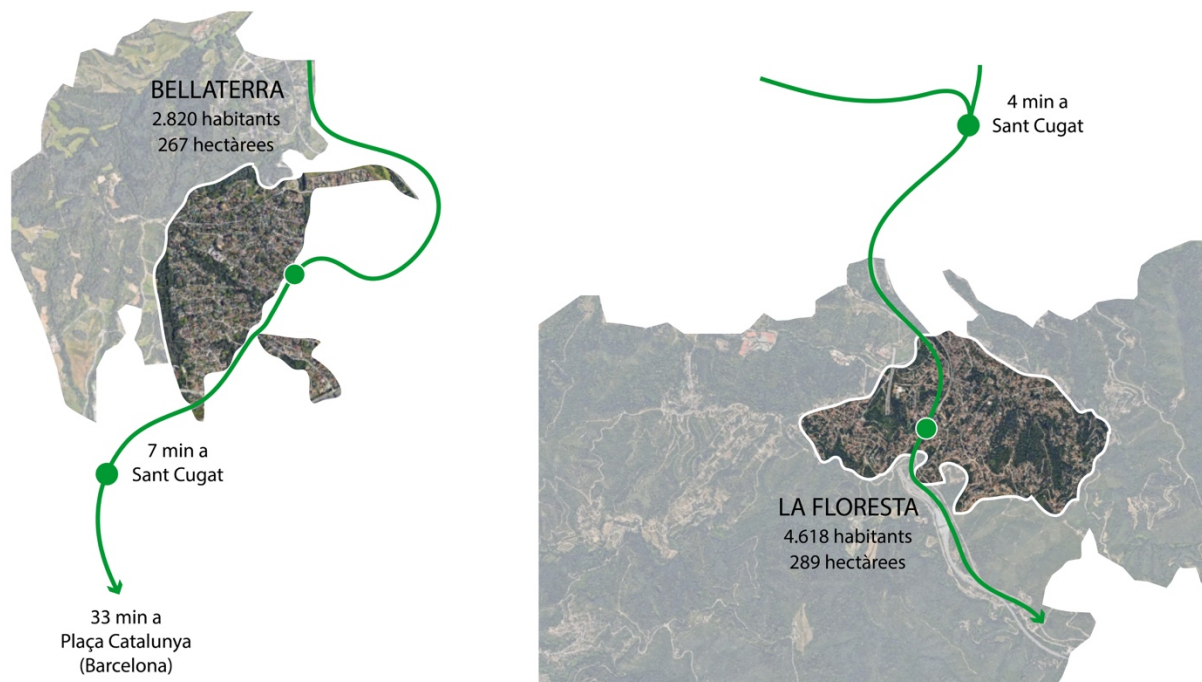 BELLATERRA
2.820 habitants
267 hectàrees
7 min a
Sant Cugat
33 min a
Plaça Catalunya
(Barcelona)
4 min a
Sant Cugat
LA FLORESTA
4.618 habitants
289 hectàrees